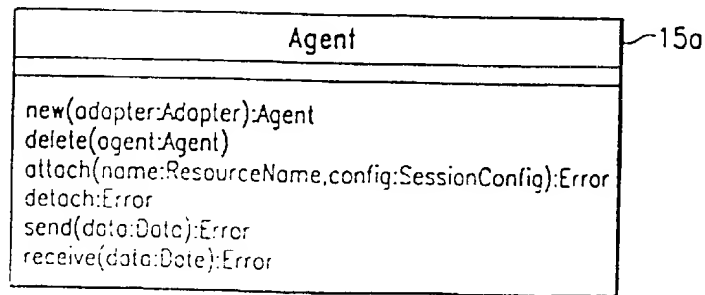 Agent
15a
new(adapter:Adapter):Agent
delete(agent:Agent)
attach(name:ResourceName,config:SessionConfig):Error
detach:Error
send(data:Data):Error
receive(data:Date):Error